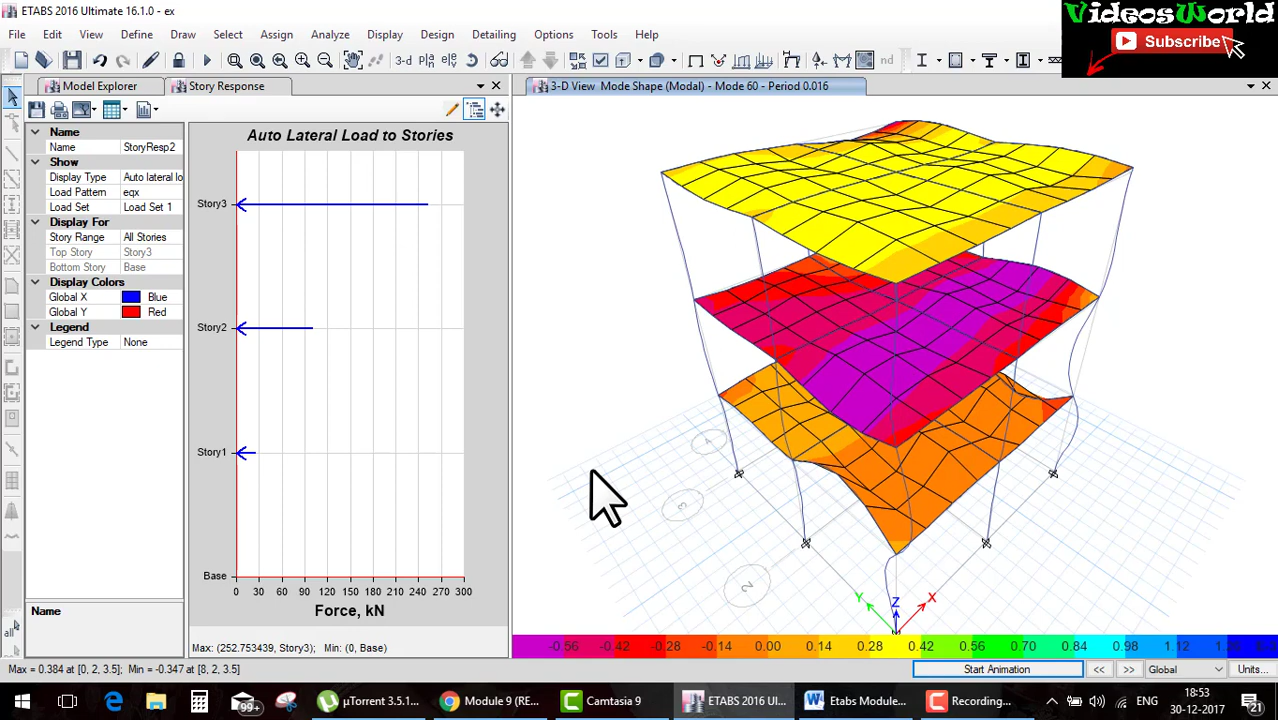 ETABS 2016 Ultimate 16.1.0 - ex
VideosWorld
Subscribe
File Edit View Define Draw Select Assign Analyze Display Design Detailing Options Tools Help
3-d
Model Explorer
Story Response
3-D View Mode Shape (Modal) - Mode 60 - Period 0.016
Name
Name StoryResp2
Show
Display Type Auto lateral lo
Load Pattern eqx
Load Set Load Set 1
Display For
Story Range All Stories
Top Story Story3
Bottom Story Base
Display Colors
Global X Blue
Global Y Red
Legend
Legend Type None
Name
Auto Lateral Load to Stories
Story3
Story2
Story1
Base
0 30 60 90 120 150 180 210 240 270 300
Force, kN
Max: (252.753439, Story3); Min: (0, Base)
4
3
2
Y
Z
X
-0.56 -0.42 -0.28 -0.14 0.00 0.14 0.28 0.42 0.56 0.70 0.84 0.98 1.12
Max = 0.384 at [0, 2, 3.5]; Min = -0.347 at [8, 2, 3.5]
Start Animation
<< >>
Global
Units...
all
99+
µTorrent 3.5.1...
Module 9 (RE...
Camtasia 9
ETABS 2016 U...
Etabs Module...
Recording...
ENG
18:53
30-12-2017
21